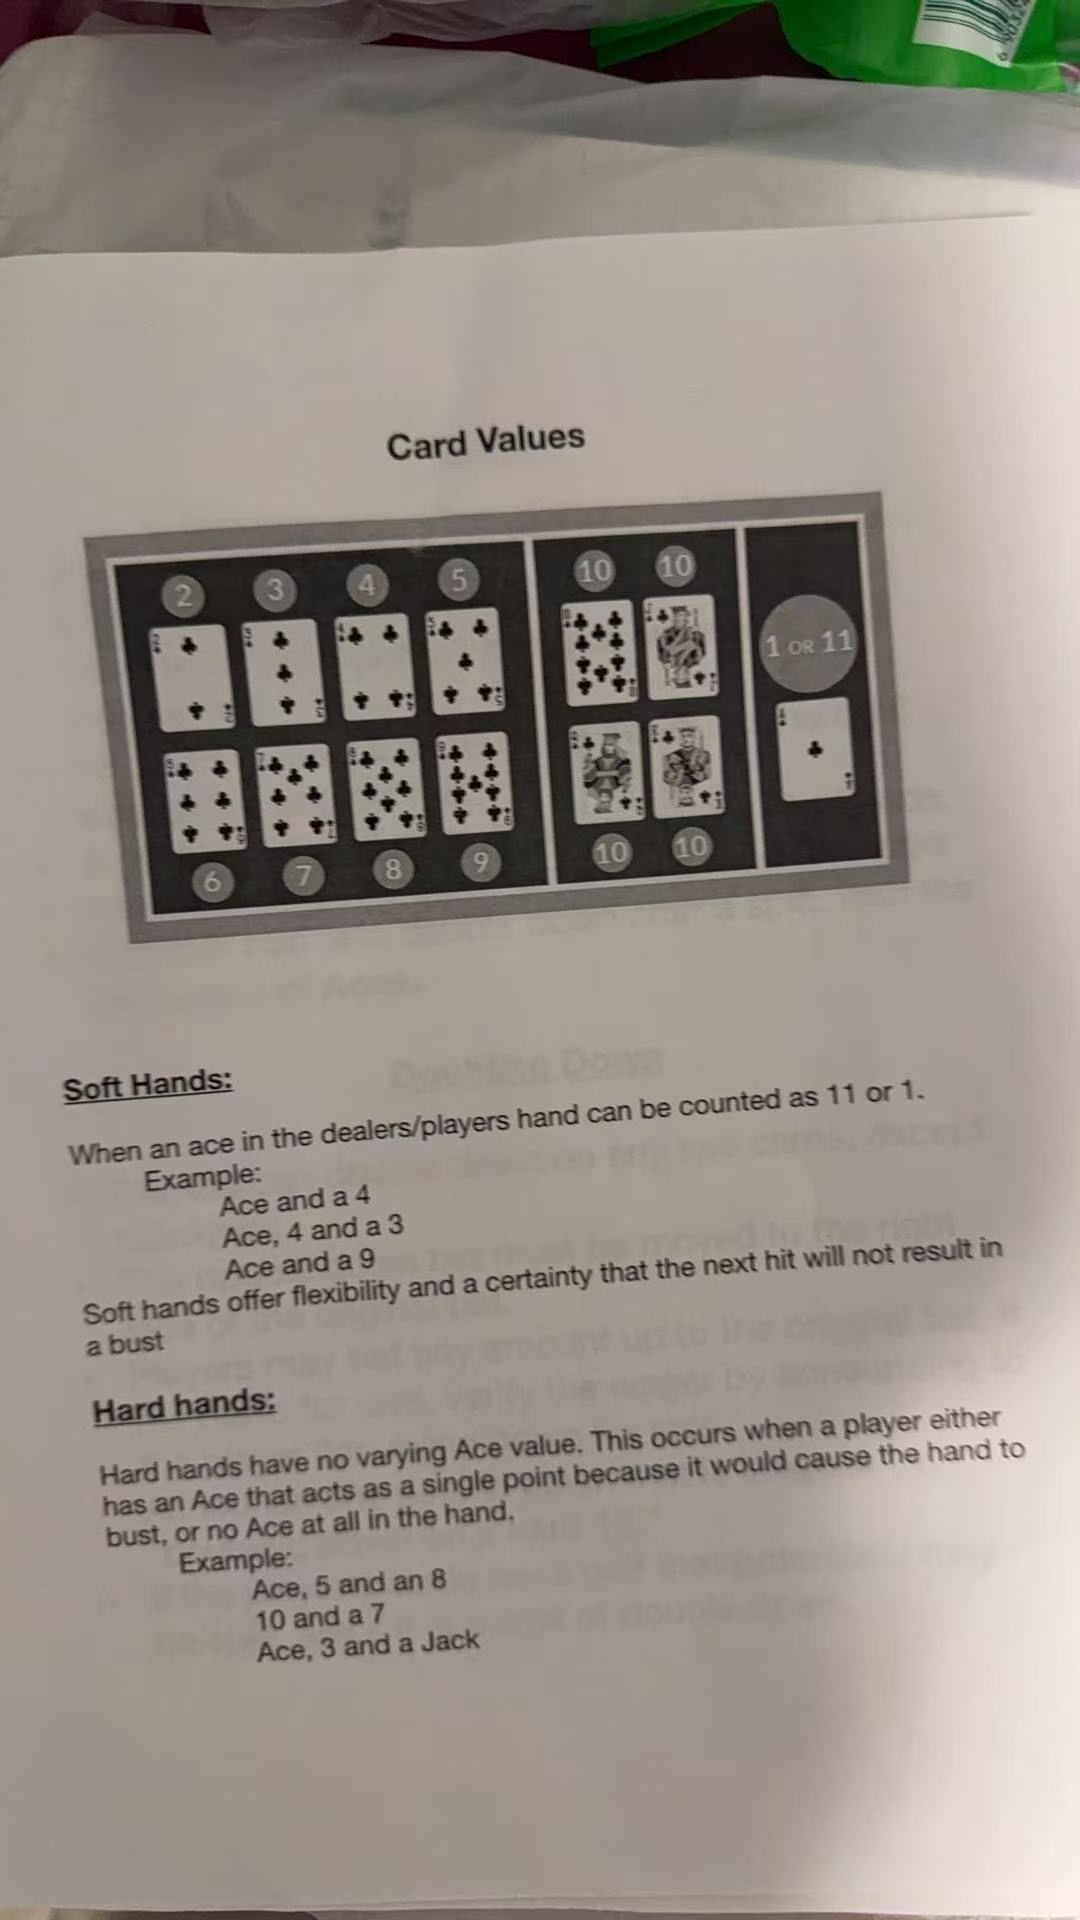 Card Values
2 3 4 5 10 10
1 OR 11
6 7 8 9 10 10
Soft Hands:
When an ace in the dealers/players hand can be counted as 11 or 1.
Example:
Ace and a 4
Ace, 4 and a 3
Ace and a 9
Soft hands offer flexibility and a certainty that the next hit will not result in
a bust
Hard hands:
Hard hands have no varying Ace value. This occurs when a player either
has an Ace that acts as a single point because it would cause the hand to
bust, or no Ace at all in the hand.
Example:
Ace, 5 and an 8
10 and a 7
Ace, 3 and a Jack